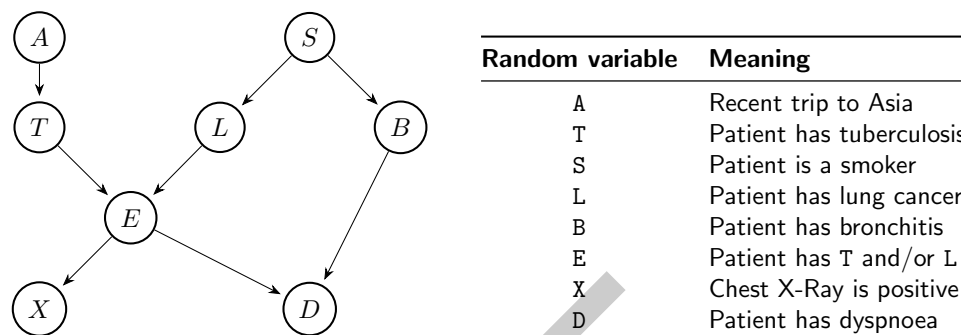 A
S
T
L
B
E
X
D
Random variable Meaning
A Recent trip to Asia
T Patient has tuberculosis
S Patient is a smoker
L Patient has lung cancer
B Patient has bronchitis
E Patient has T and/or L
X Chest X-Ray is positive
D Patient has dyspnoea